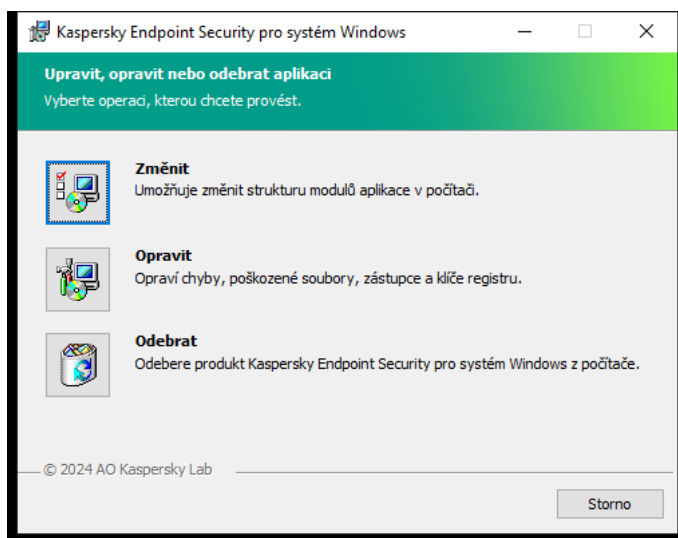 Kaspersky Endpoint Security pro systém Windows
Upravit, opravit nebo odebrat aplikaci
Vyberte operaci, kterou chcete provést.
Změnit
Umožňuje změnit strukturu modulů aplikace v počítači.
Opravit
Opraví chyby, poškozené soubory, zástupce a klíče registru.
Odebrat
Odebere produkt Kaspersky Endpoint Security pro systém Windows z počítače.
© 2024 AO Kaspersky Lab
Storno